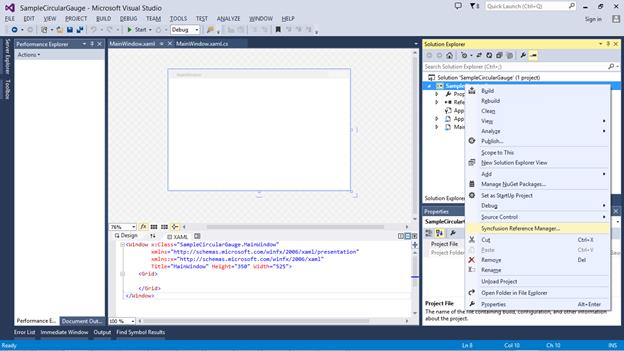 SampleCircularGauge - Microsoft Visual Studio
Quick Launch (Ctrl+Q)
FILE EDIT VIEW PROJECT BUILD DEBUG TEAM TOOLS TEST ANALYZE WINDOW HELP
Sign in
Start Debug
Server Explorer
Toolbox
Performance Explorer
Actions
MainWindow.xaml
MainWindow.xaml.cs
MainWindow
76%
Design
XAML
<Window x:Class="SampleCircularGauge.MainWindow"
xmlns="http://schemas.microsoft.com/winfx/2006/xaml/presentation"
xmlns:x="http://schemas.microsoft.com/winfx/2006/xaml"
Title="MainWindow" Height="350" Width="525">
<Grid>
</Grid>
</Window>
100 %
Performance E...
Document Out...
Solution Explorer
Search Solution Explorer (Ctrl+;)
Solution 'SampleCircularGauge' (1 project)
Sample
Prop
Refe
App
App
Main
Build
Rebuild
Clean
View
Analyze
Publish...
Scope to This
New Solution Explorer View
Add
Manage NuGet Packages...
Set as StartUp Project
Debug
Source Control
Syncfusion Reference Manager...
Cut Ctrl+X
Paste Ctrl+V
Remove Del
Rename
Unload Project
Open Folder in File Explorer
Properties Alt+Enter
Solution Explo
Properties
SampleCircular
Project File
Project Folder
Project File
The name of the file containing build, configuration, and other information about the project.
Error List Immediate Window Output Find Symbol Results
Ready
Ln 8
Col 10
Ch 10
INS